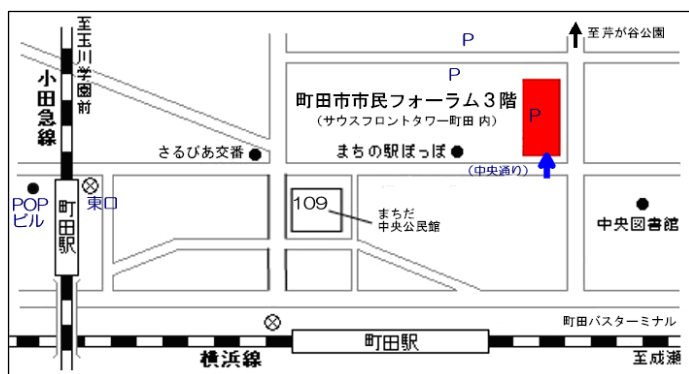 至玉川学園前
小田急線
P
至芹が谷公園
P
町田市市民フォーラム３階
(サウスフロントタワー町田 内)
P
さるびあ交番
まちの駅ぽっぽ
(中央通り)
POP
ビル
町田駅
東口
109
まちだ
中央公民館
中央図書館
町田バスターミナル
横浜線
町田駅
至成瀬